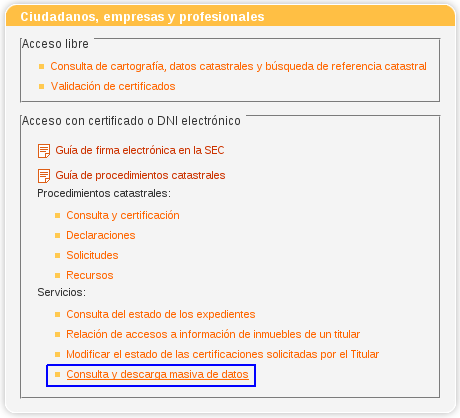 Ciudadanos, empresas y profesionales
Acceso libre
Consulta de cartografía, datos catastrales y búsqueda de referencia catastral
Validación de certificados
Acceso con certificado o DNI electrónico
Guía de firma electrónica en la SEC
Guía de procedimientos catastrales
Procedimientos catastrales:
Consulta y certificación
Declaraciones
Solicitudes
Recursos
Servicios:
Consulta del estado de los expedientes
Relación de accesos a información de inmuebles de un titular
Modificar el estado de las certificaciones solicitadas por el Titular
Consulta y descarga masiva de datos